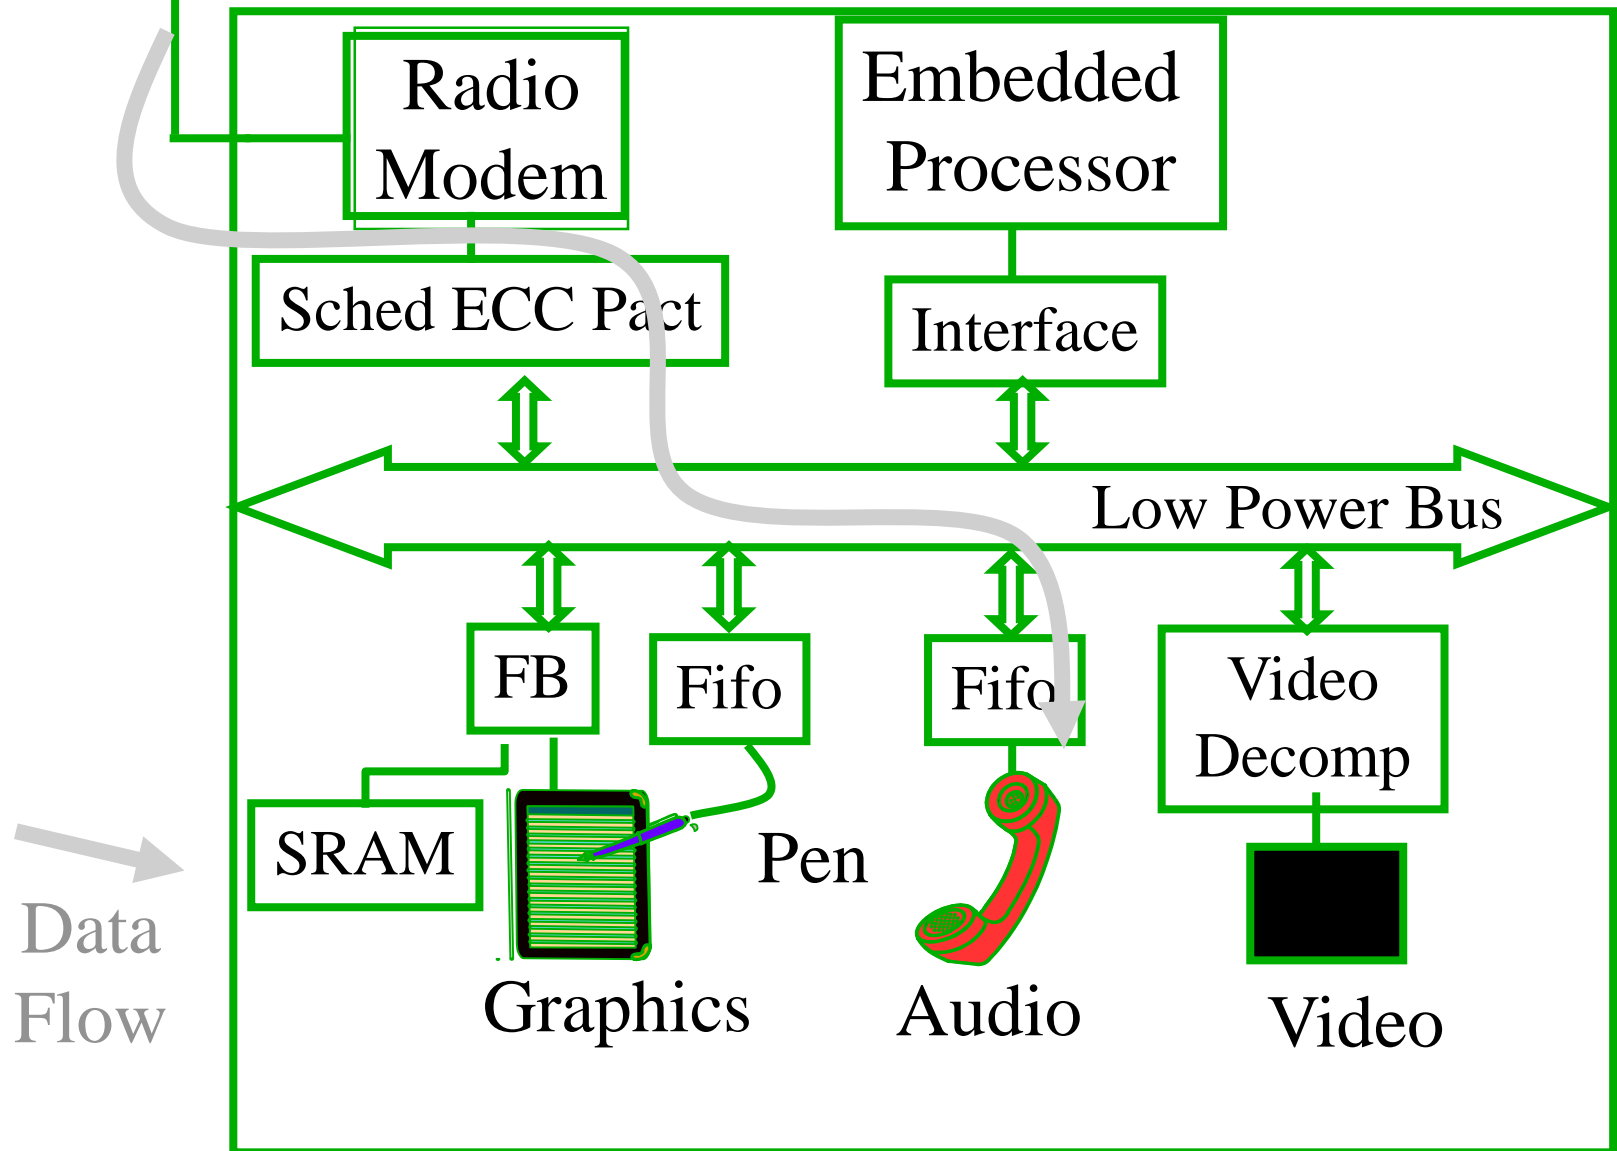 Radio
Modem
Embedded
Processor
Sched ECC Pact
Interface
Low Power Bus
FB
Fifo
Fifo
Video
Decomp
SRAM
Pen
Data
Flow
Graphics
Audio
Video